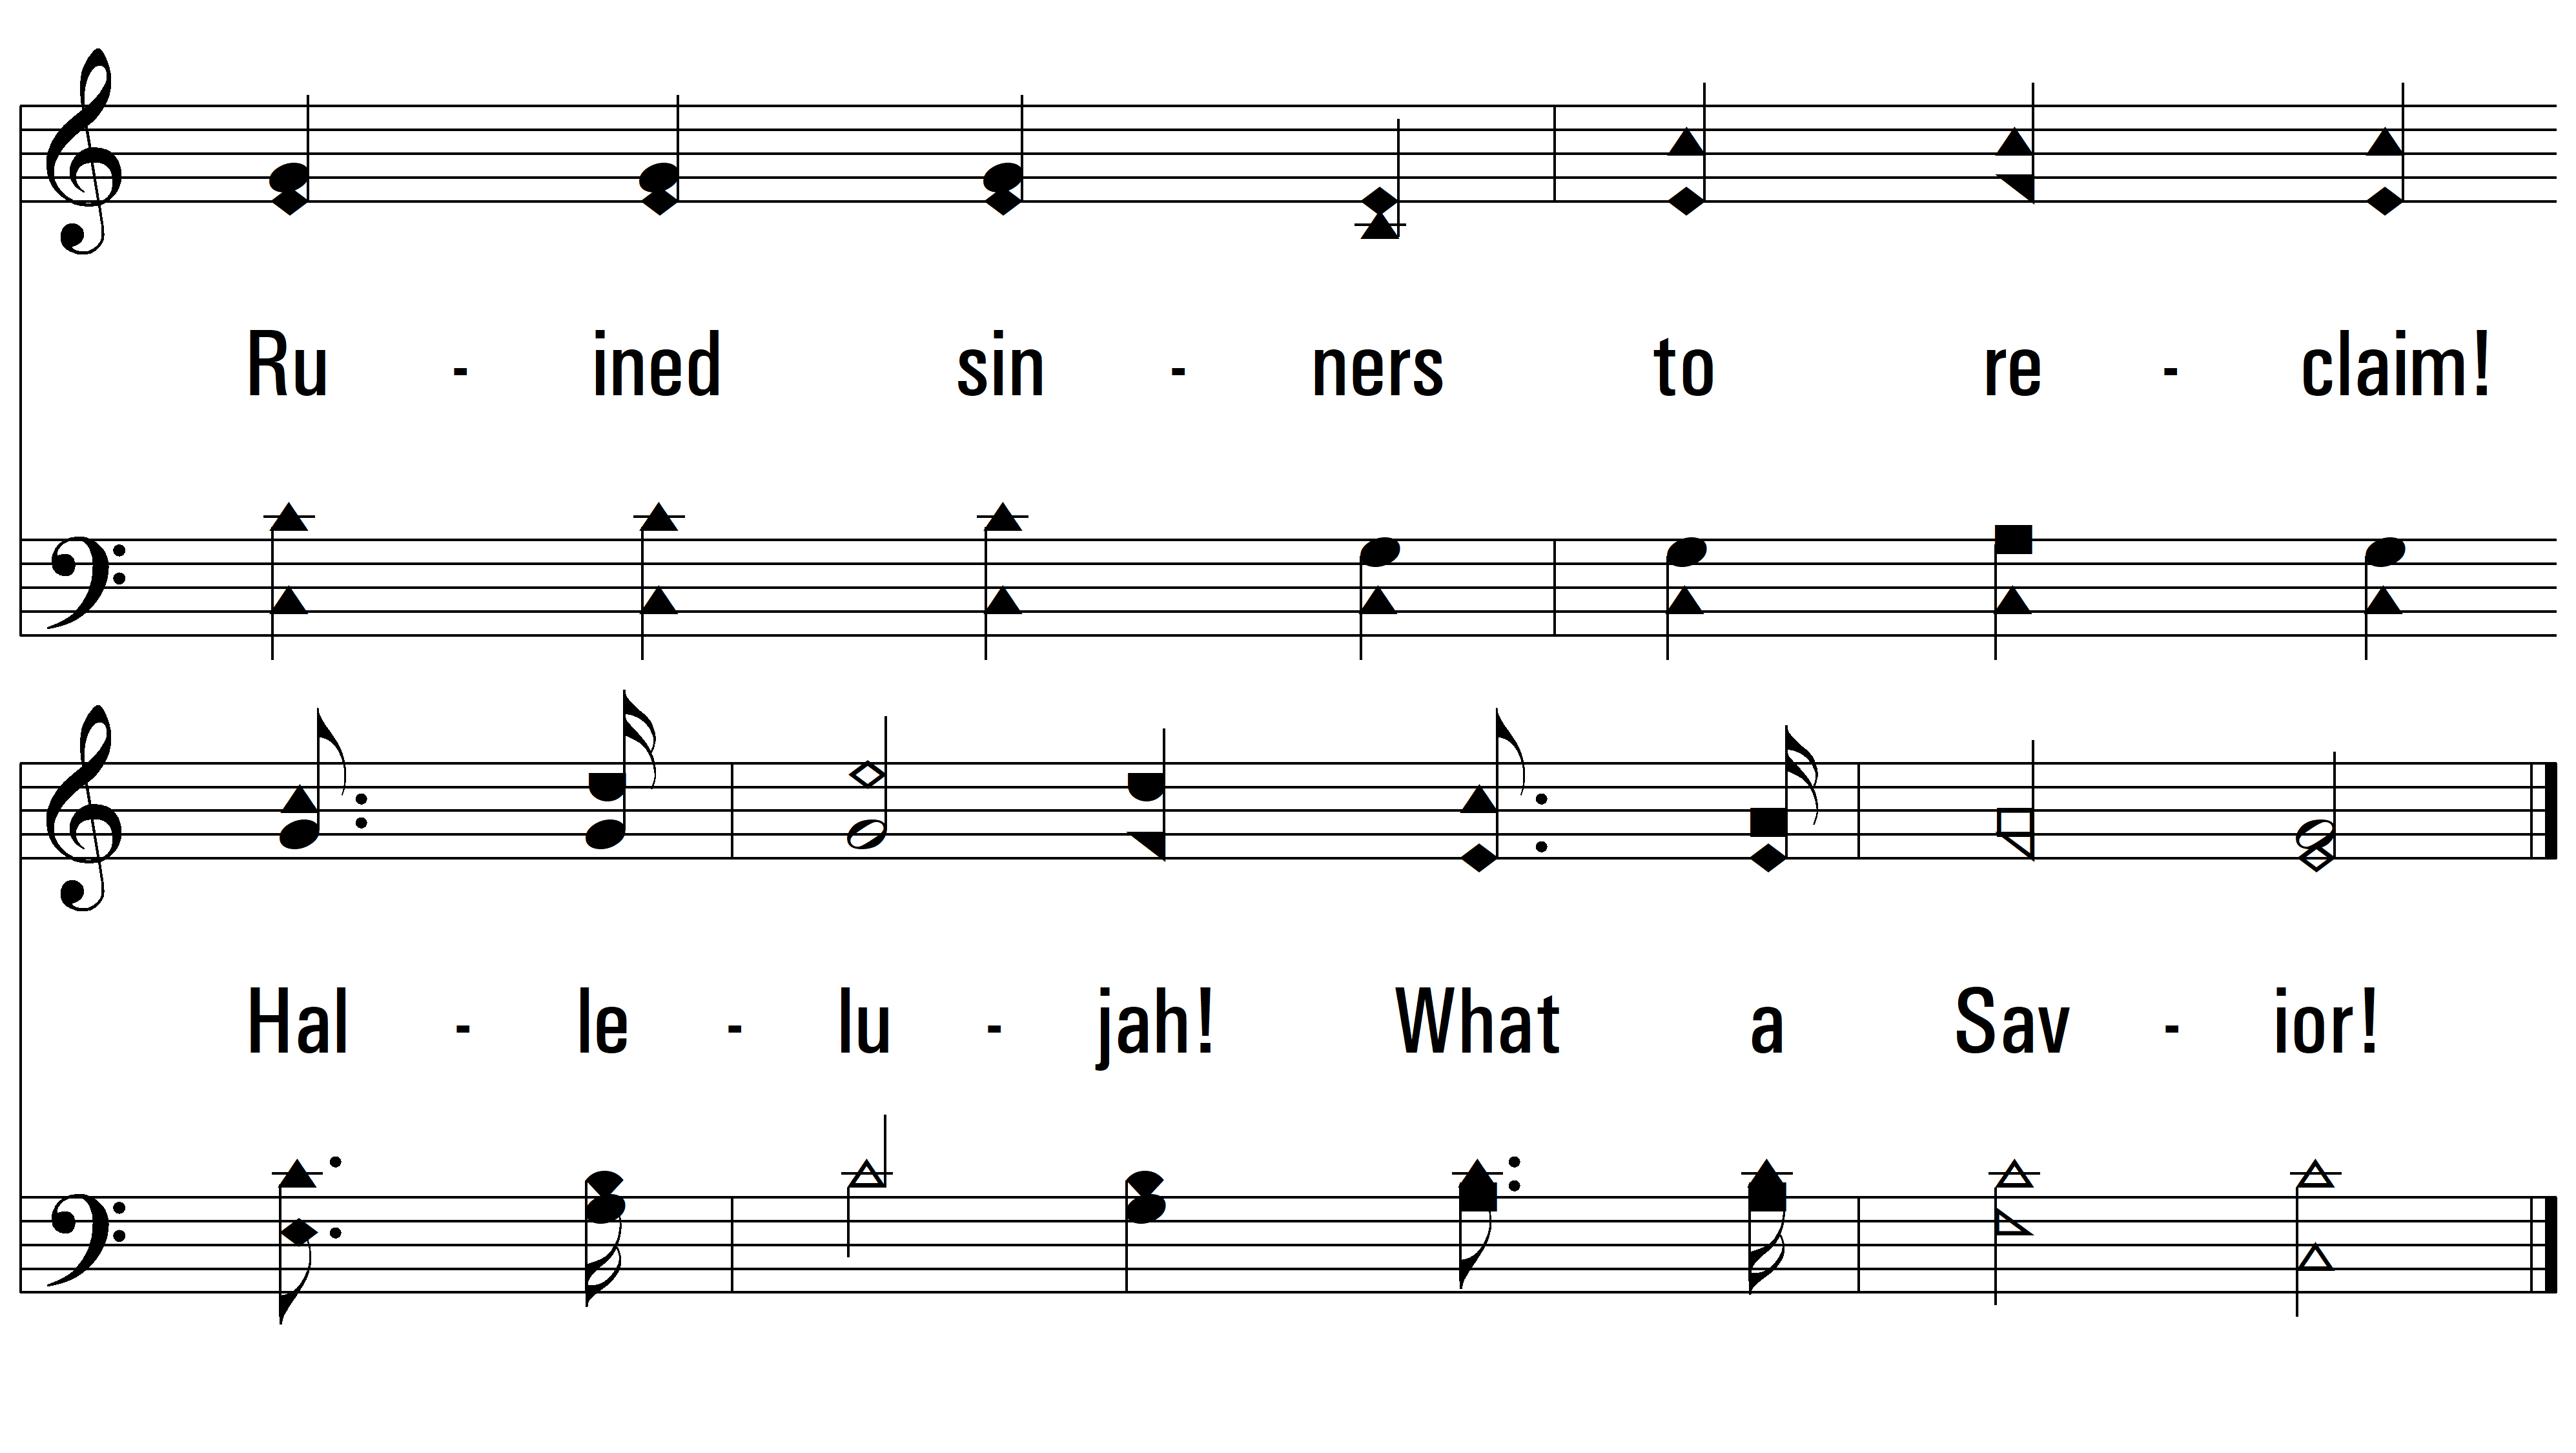 Ru - ined sin - ners to re - claim!
Hal - le - lu - jah! What a Sav - ior!